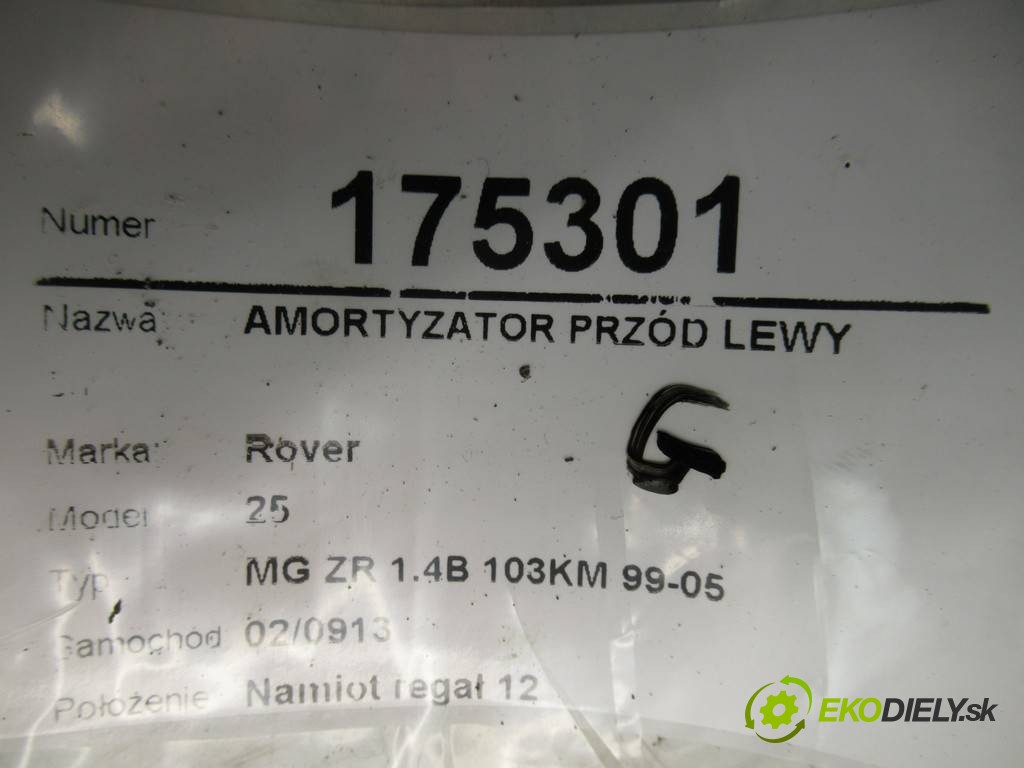 Numer 175301
Nazwa: AMORTYZATOR PRZÓD LEWY
G
Marka: Rover
Model 25
Typ: MG ZR 1.4B 103KM 99-05
Samochód 02/0913
Położenie Namiot regał 12
EKODIELY.sk